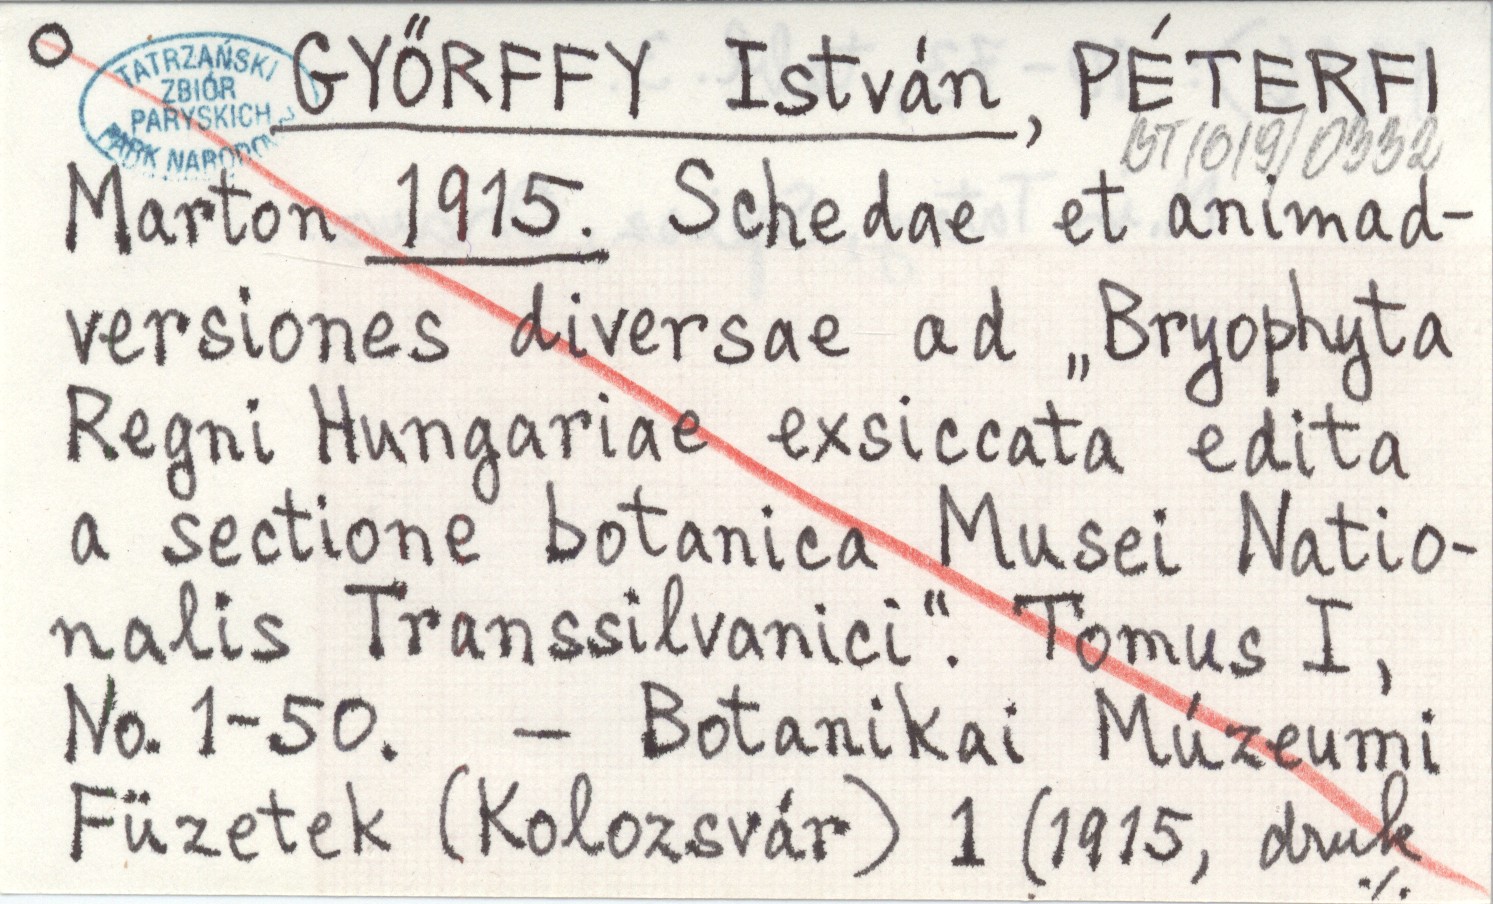 TATRZAŃSKI
ZBIÓR
PARYSKICH
PARK NARODO
GYŐRFFY István, PÉTERFI
BT/019/0332
Marton 1915. Schedae et animad-
versiones diversae ad „Bryophyta
Regni Hungariae exsiccata edita
a sectione botanica Musei Natio-
nalis Transsilvanici“. Tomus I,
No. 1-50. – Botanikai Múzeumi
Füzetek (Kolozsvár) 1 (1915, druk
./.